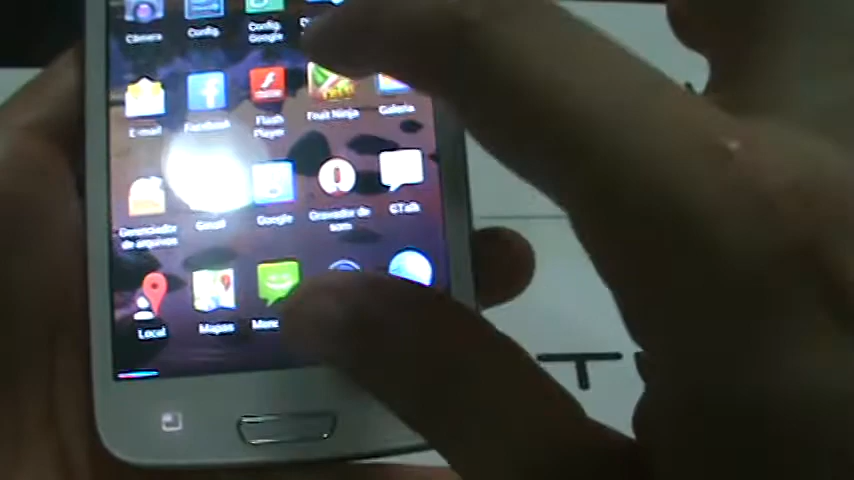 Câmera Config. Config. Google
E-mail Facebook Flash Player Fruit Ninja Galeria
FREE
Gerenciador de arquivos Gmail Google Gravador de som GTalk
Local Mapas